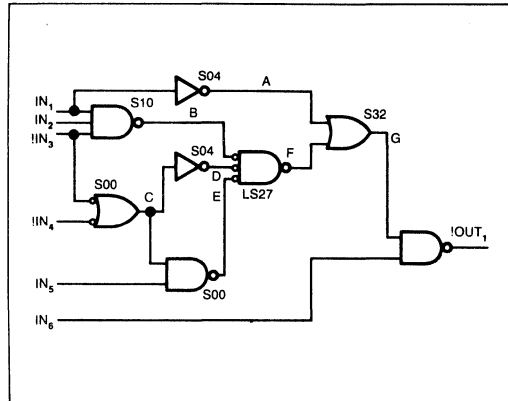 S04
A
IN1
S10
B
S32
IN2
!IN3
S04
F
G
S00
C
D
E
LS27
!IN4
!OUT1
IN5
S00
IN6